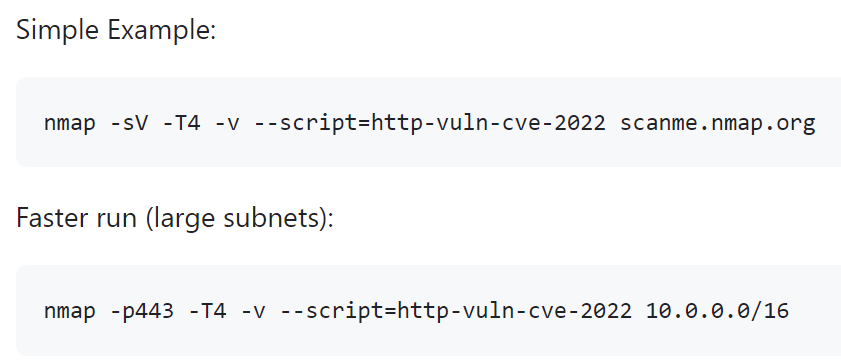 Simple Example:
nmap -sV -T4 -v --script=http-vuln-cve-2022 scanme.nmap.org
Faster run (large subnets):
nmap -p443 -T4 -v --script=http-vuln-cve-2022 10.0.0.0/16